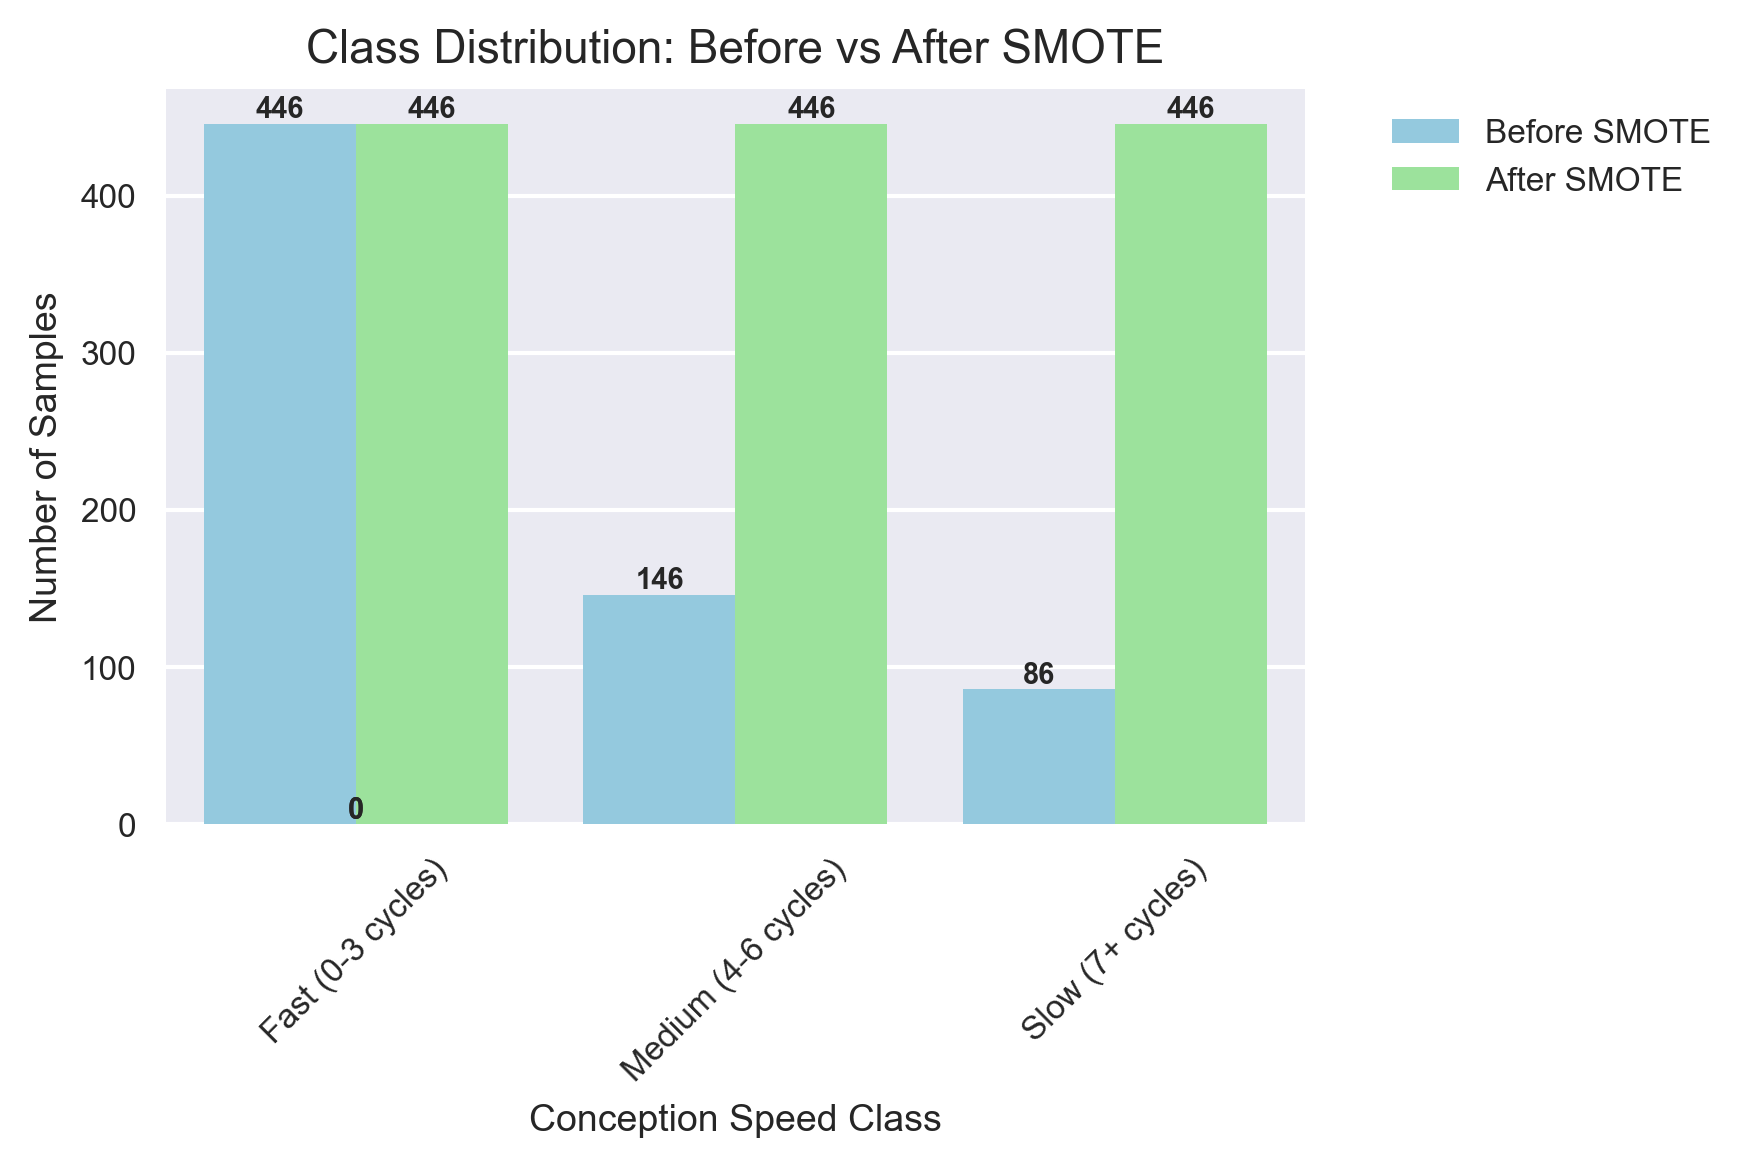 Class Distribution: Before vs After SMOTE
446
446
446
446
Before SMOTE
After SMOTE
400
300
200
146
100
86
0
0
Number of Samples
Fast (0-3 cycles)
Medium (4-6 cycles)
Slow (7+ cycles)
Conception Speed Class